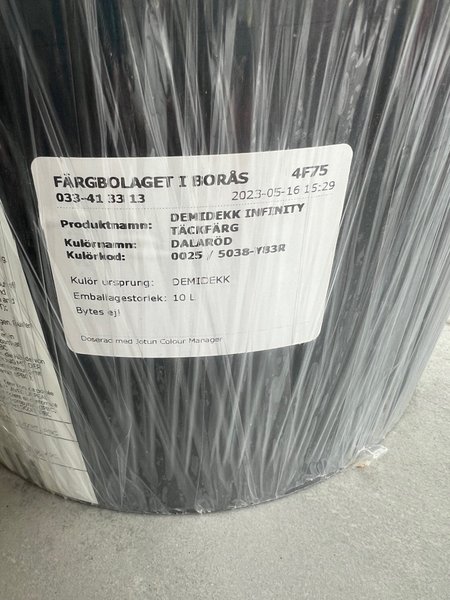 FÄRGBOLAGET I BORÅS 4F75
033-41 33 13 2023-05-16 15:29
Produktnamn: DEMIDEKK INFINITY
TÄCKFÄRG
Kulörnamn: DALARÖD
Kulörkod: 0025 / 5038-Y83R
Kulör ursprung: DEMIDEKK
Emballagestorlek: 10 L
Bytes ej!
Doserad med Jotun Colour Manager